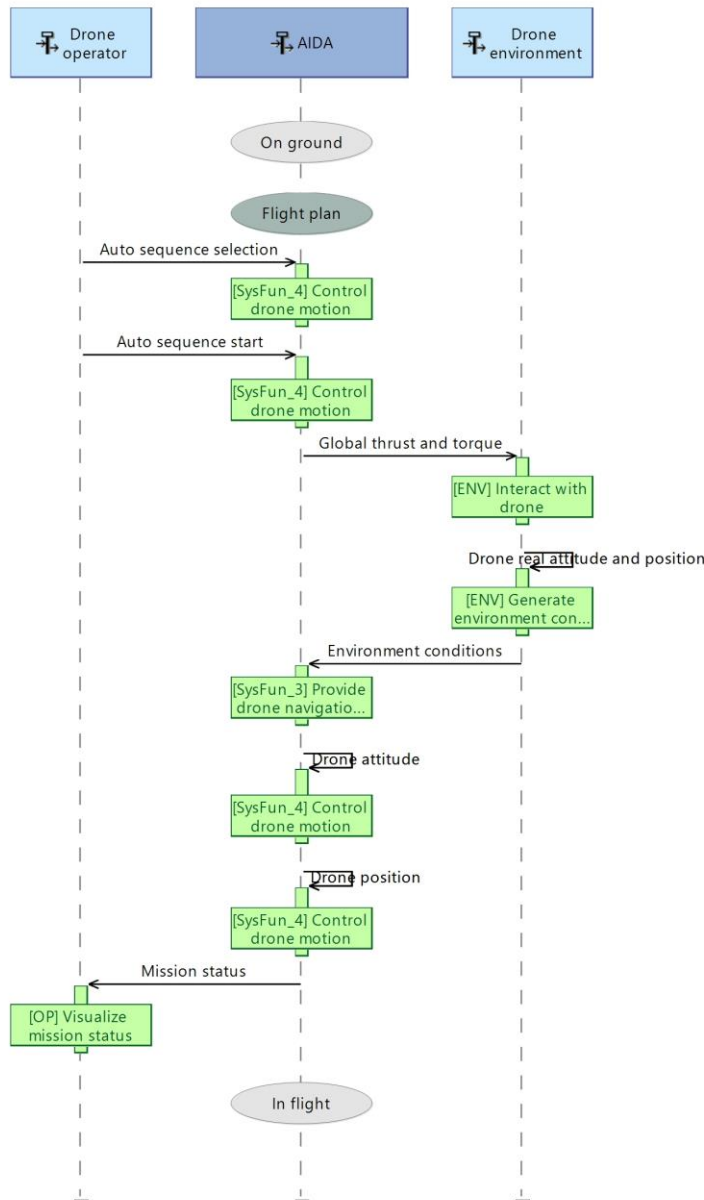 Drone
operator
AIDA
Drone
environment
On ground
Flight plan
Auto sequence selection
[SysFun_4] Control
drone motion
Auto sequence start
[SysFun_4] Control
drone motion
Global thrust and torque
[ENV] Interact with
drone
Drone real attitude and position
[ENV] Generate
environment con...
Environment conditions
[SysFun_3] Provide
drone navigatio...
Drone attitude
[SysFun_4] Control
drone motion
Drone position
[SysFun_4] Control
drone motion
Mission status
[OP] Visualize
mission status
In flight